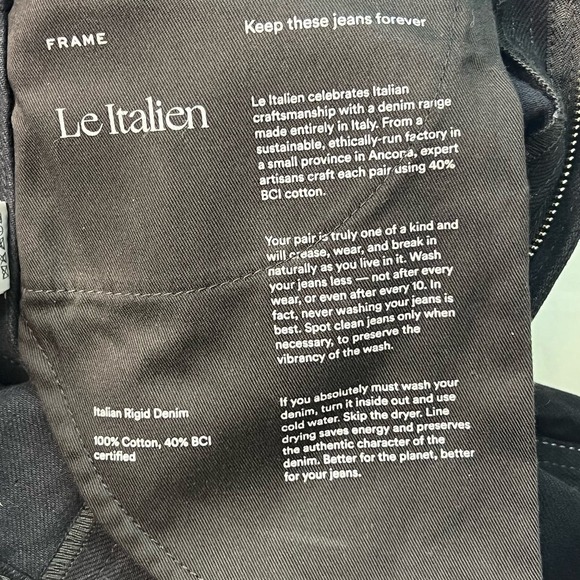 FRAME
Keep these jeans forever
Le Italien
Le Italien celebrates Italian
craftsmanship with a denim range
made entirely in Italy. From a
sustainable, ethically-run factory in
a small province in Ancona, expert
artisans craft each pair using 40%
BCI cotton.
Your pair is truly one of a kind and
will crease, wear, and break in
naturally as you live in it. Wash
your jeans less — not after every
wear, or even after every 10. In
fact, never washing your jeans is
best. Spot clean jeans only when
necessary, to preserve the
vibrancy of the wash.
Italian Rigid Denim
100% Cotton, 40% BCI
certified
If you absolutely must wash your
denim, turn it inside out and use
cold water. Skip the dryer. Line
drying saves energy and preserves
the authentic character of the
denim. Better for the planet, better
for your jeans.